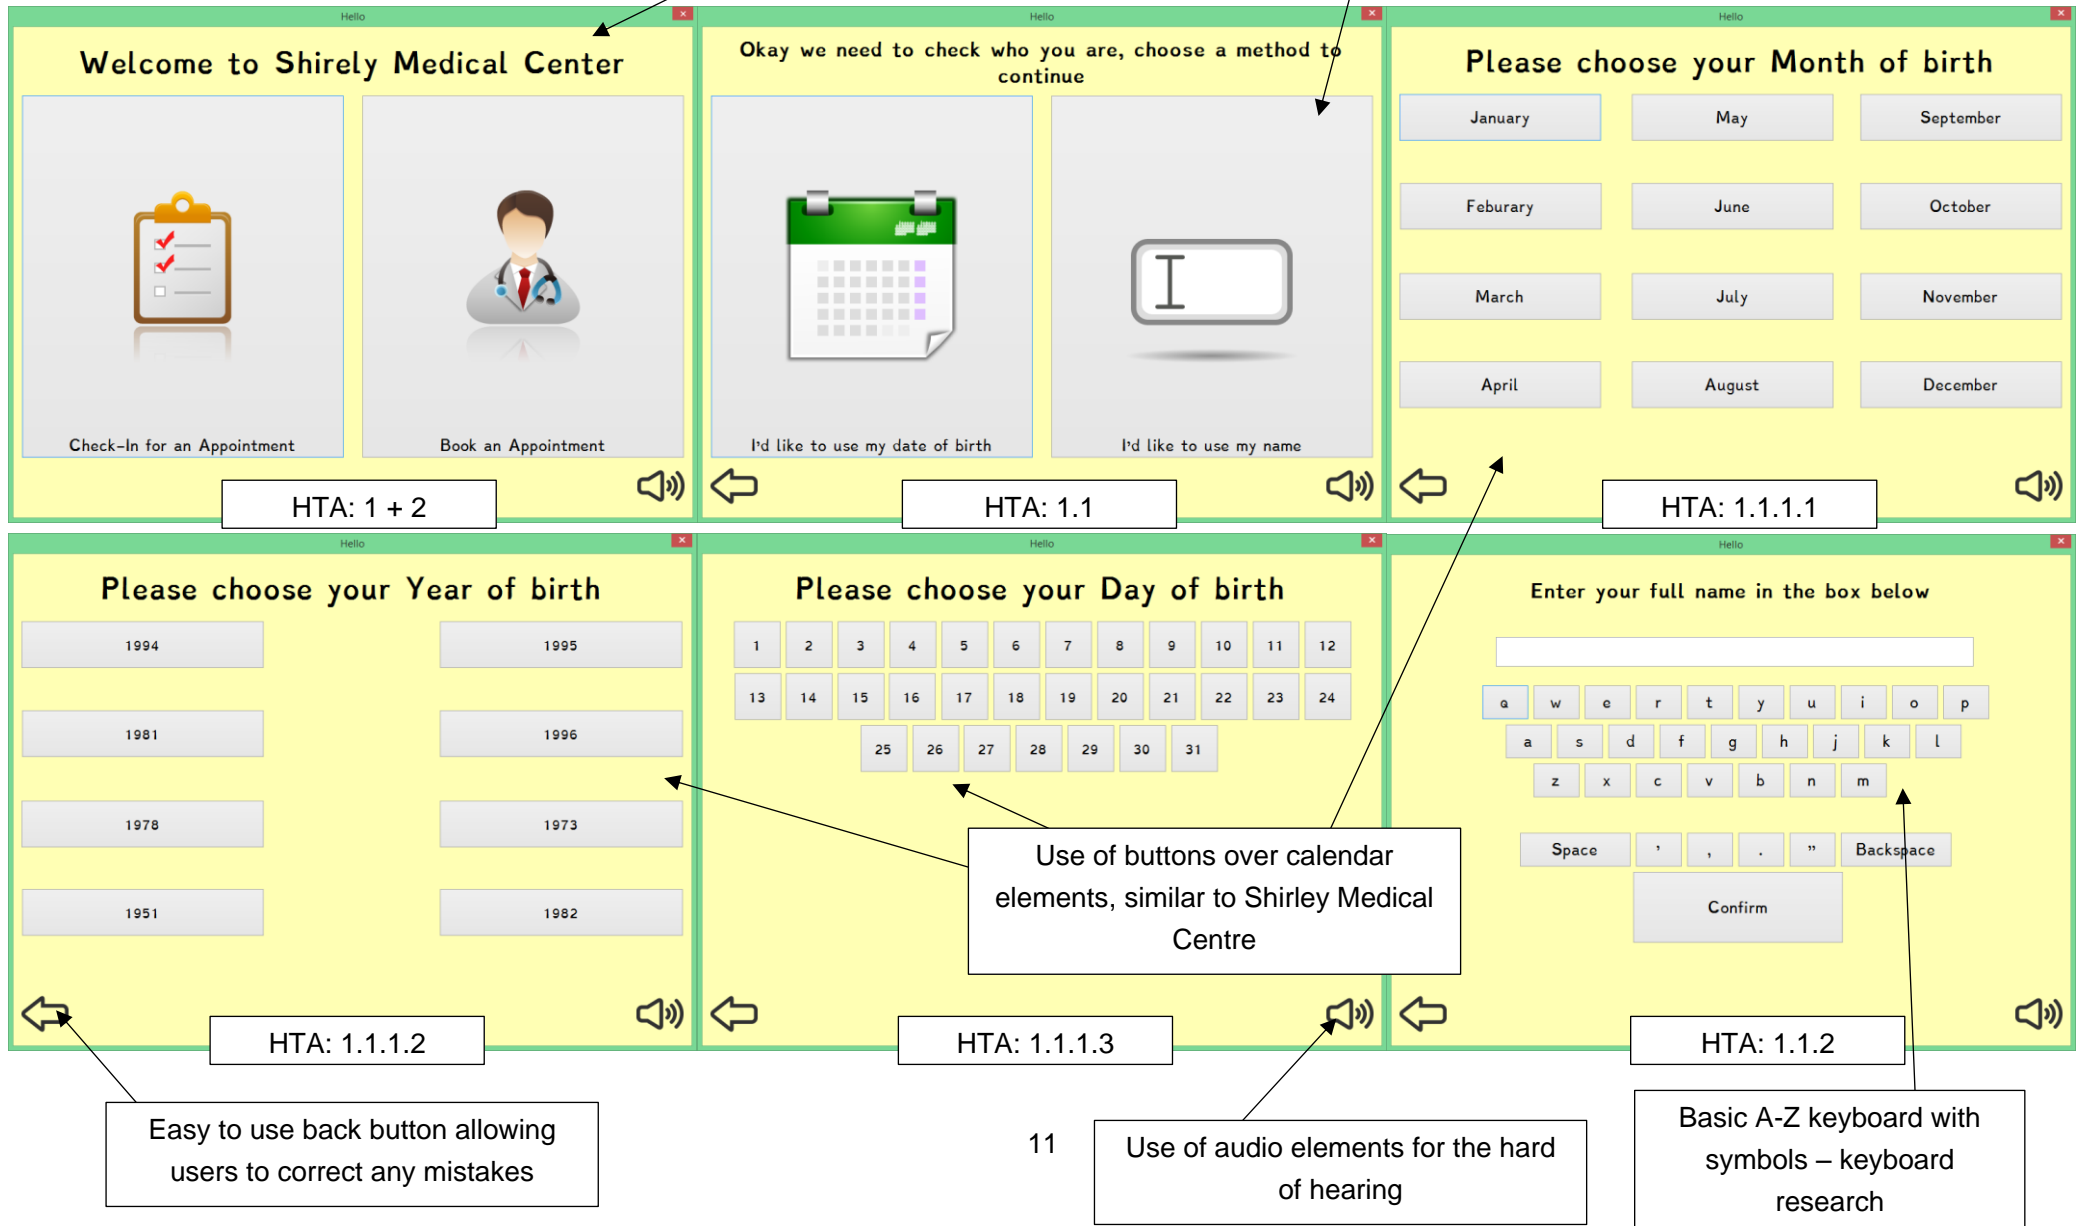 Hello
Welcome to Shirely Medical Center
Check-In for an Appointment
Book an Appointment
HTA: 1 + 2
Hello
Okay we need to check who you are, choose a method to
continue
I'd like to use my date of birth
I'd like to use my name
HTA: 1.1
Hello
Please choose your Month of birth
January
May
September
Feburary
June
October
March
July
November
April
August
December
HTA: 1.1.1.1
Hello
Please choose your Year of birth
1994
1995
1981
1996
1978
1973
1951
1982
HTA: 1.1.1.2
Hello
Please choose your Day of birth
1 2 3 4 5 6 7 8 9 10 11 12
13 14 15 16 17 18 19 20 21 22 23 24
25 26 27 28 29 30 31
HTA: 1.1.1.3
Hello
Enter your full name in the box below
q w e r t y u i o p
a s d f g h j k l
z x c v b n m
Space ' , . " Backspace
Confirm
HTA: 1.1.2
Use of buttons over calendar
elements, similar to Shirley Medical
Centre
Easy to use back button allowing
users to correct any mistakes
11
Use of audio elements for the hard
of hearing
Basic A-Z keyboard with
symbols – keyboard
research